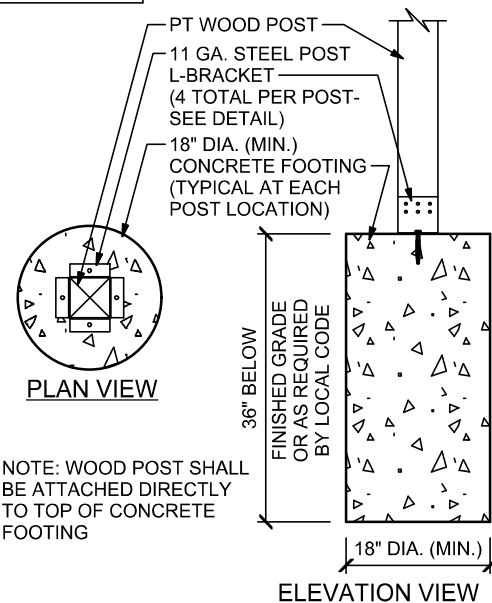 PT WOOD POST
11 GA. STEEL POST
L-BRACKET
(4 TOTAL PER POST-
SEE DETAIL)
18" DIA. (MIN.)
CONCRETE FOOTING
(TYPICAL AT EACH
POST LOCATION)
PLAN VIEW
NOTE: WOOD POST SHALL
BE ATTACHED DIRECTLY
TO TOP OF CONCRETE
FOOTING
36" BELOW
FINISHED GRADE
OR AS REQUIRED
BY LOCAL CODE
18" DIA. (MIN.)
ELEVATION VIEW